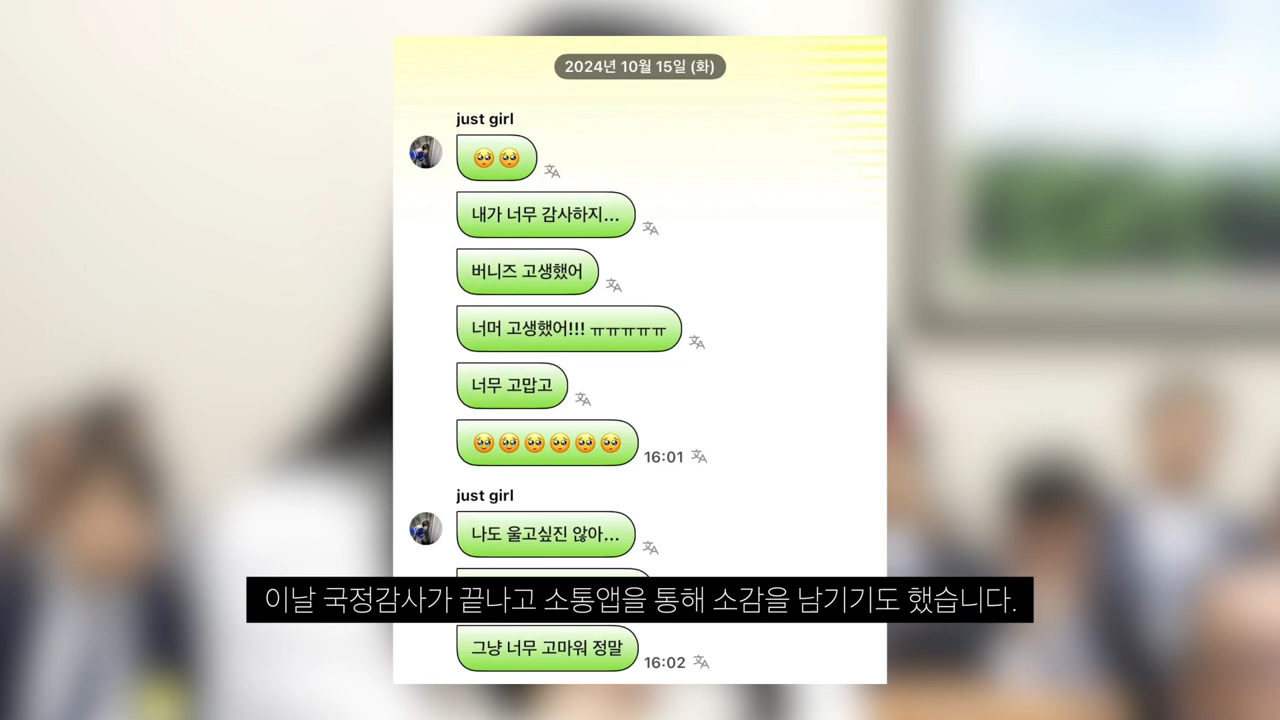 2024년 10월 15일 (화)
just girl
🥺🥺
내가 너무 감사하지...
버니즈 고생했어
너머 고생했어!!! ㅠㅠㅠㅠㅠ
너무 고맙고
🥹🥹🥺🥺🥺🥺
16:01
just girl
나도 울고싶진 않아...
이날 국정감사가 끝나고 소통앱을 통해 소감을 남기기도 했습니다.
그냥 너무 고마워 정말
16:02